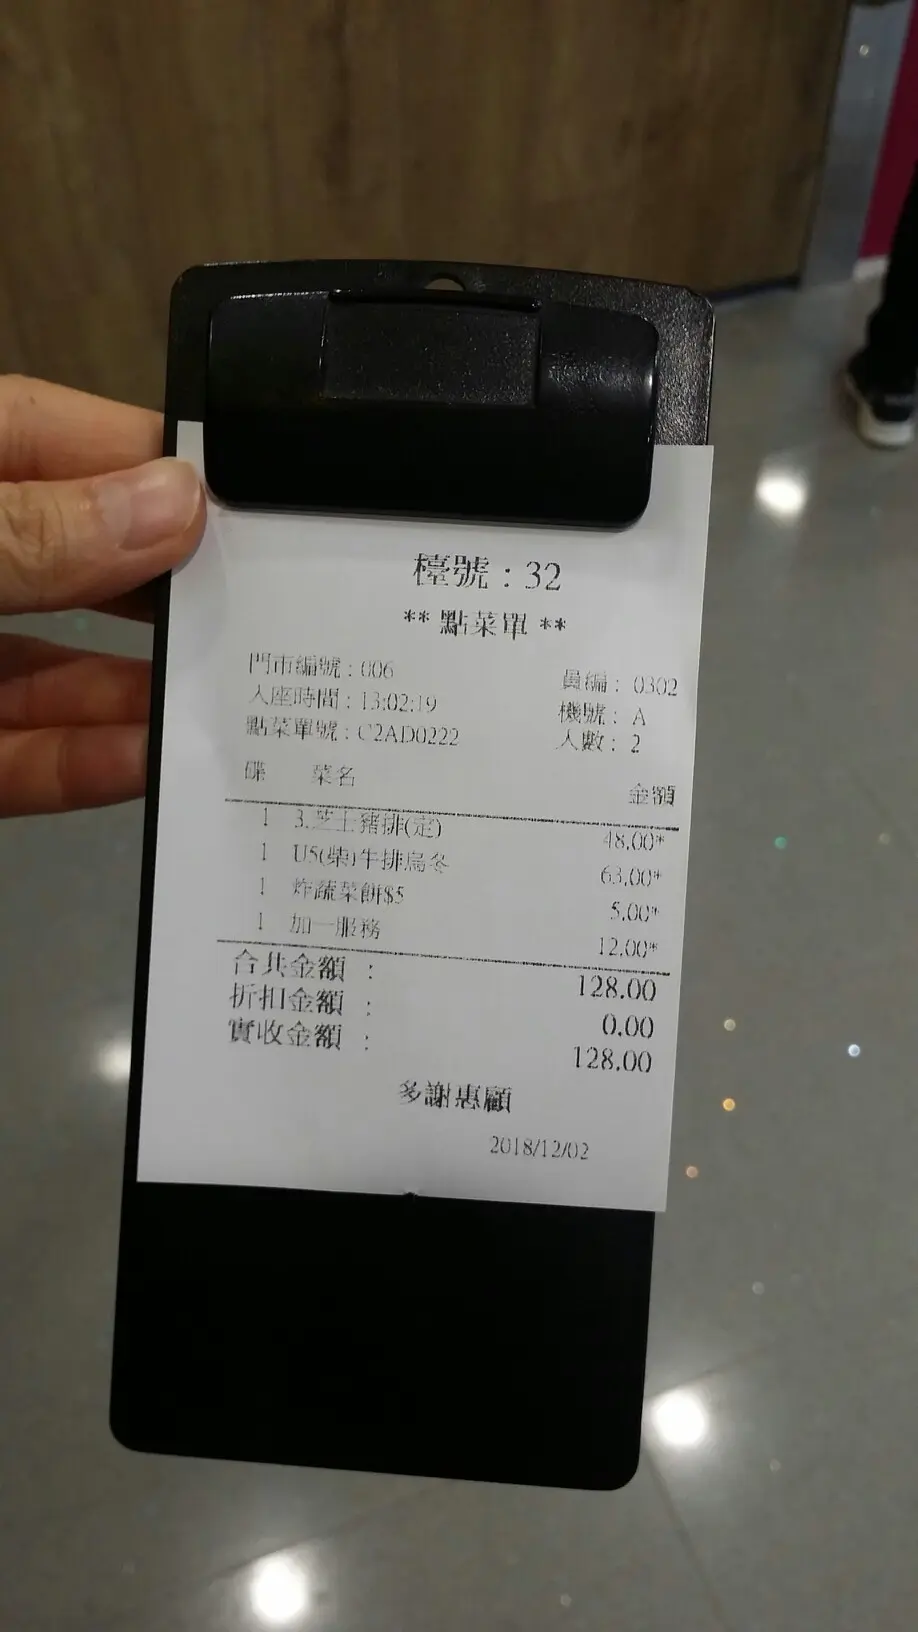 檯號：32
** 點菜單 **
門市編號：006 員編：0302
入座時間：13:02:19 機號：A
點菜單號：C2AD0222 人數：2
碟 菜名 金額
1 3.芝士豬排(定) 48.00*
1 U5(柴)牛排烏冬 63.00*
1 炸蔬菜餅$5 5.00*
1 加一服務 12.00*
合共金額： 128.00
折扣金額： 0.00
實收金額： 128.00
多謝惠顧
2018/12/02